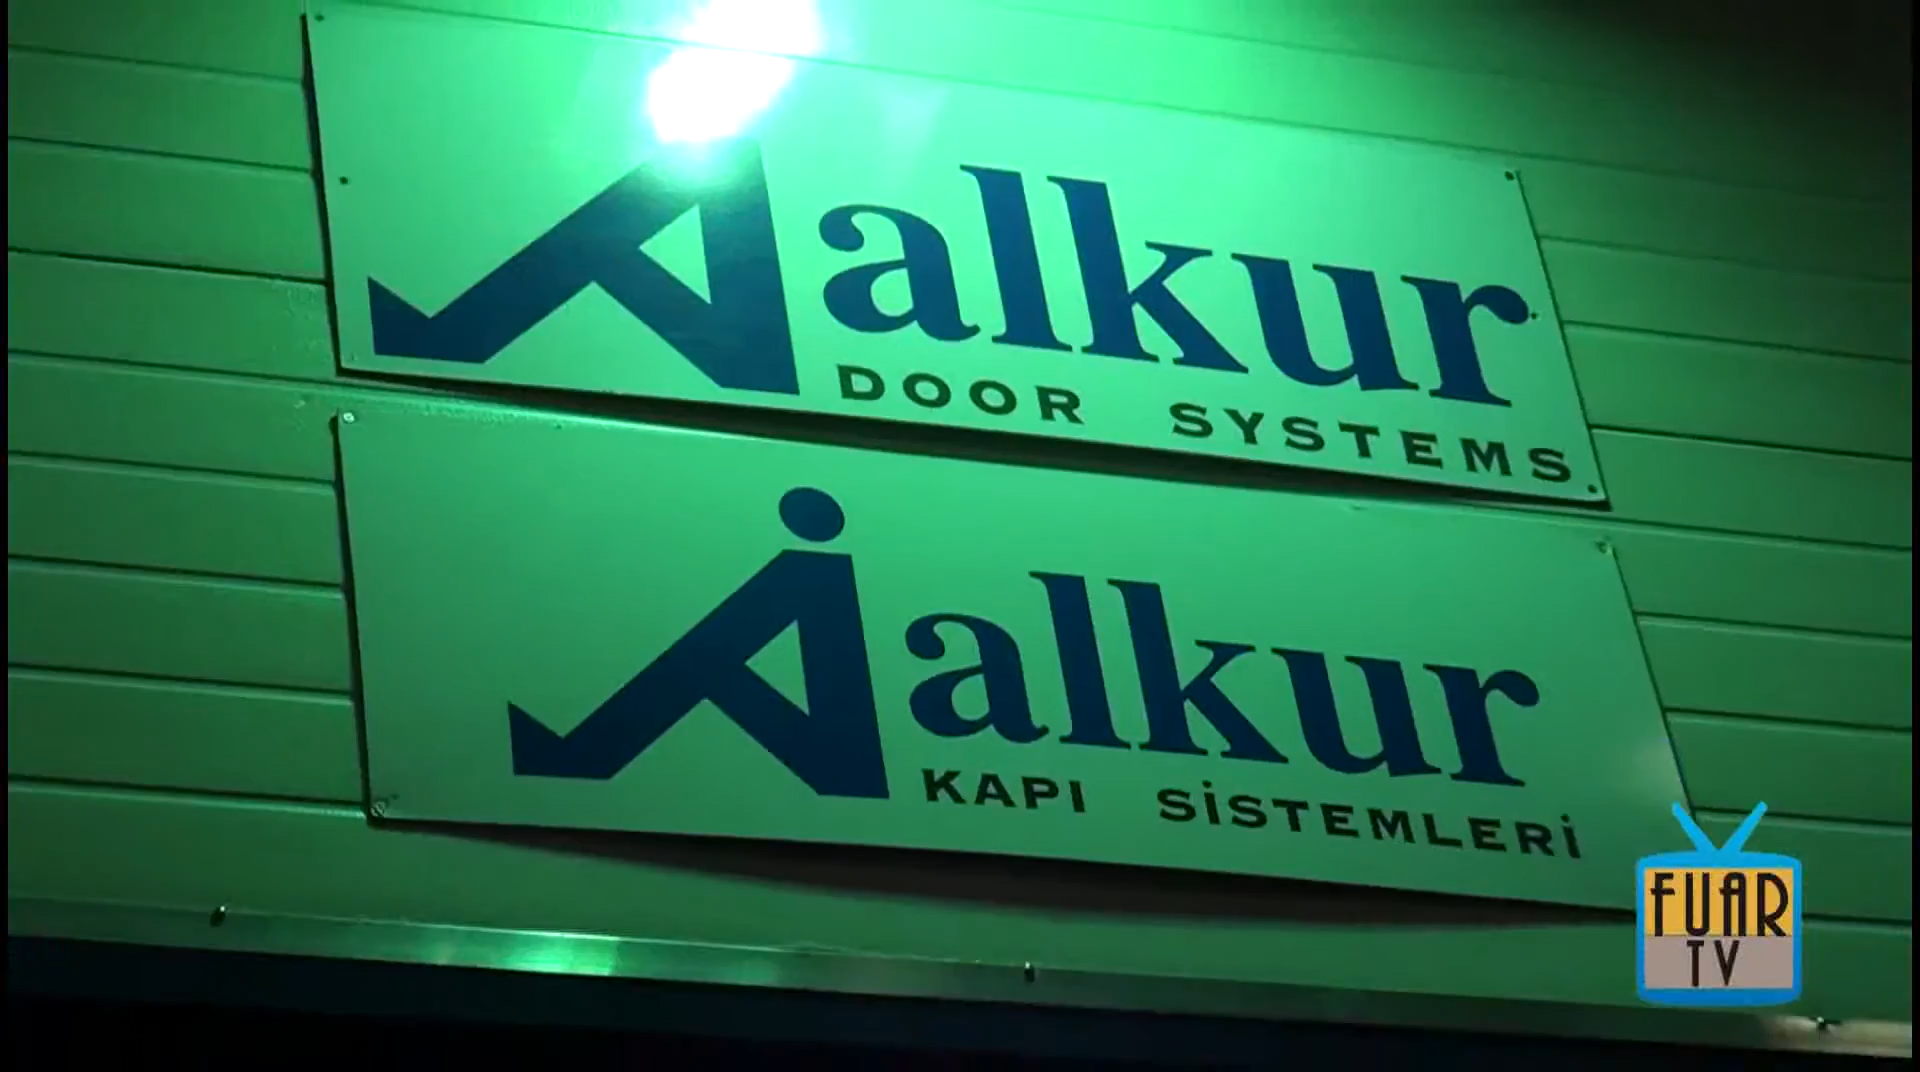 alkur
DOOR SYSTEMS
alkur
KAPI SİSTEMLERİ
FUAR
TV